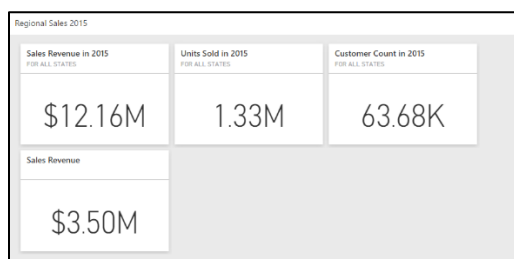 Regional Sales 2015
Sales Revenue in 2015
FOR ALL STATES
$12.16M
Units Sold in 2015
FOR ALL STATES
1.33M
Customer Count in 2015
FOR ALL STATES
63.68K
Sales Revenue
$3.50M